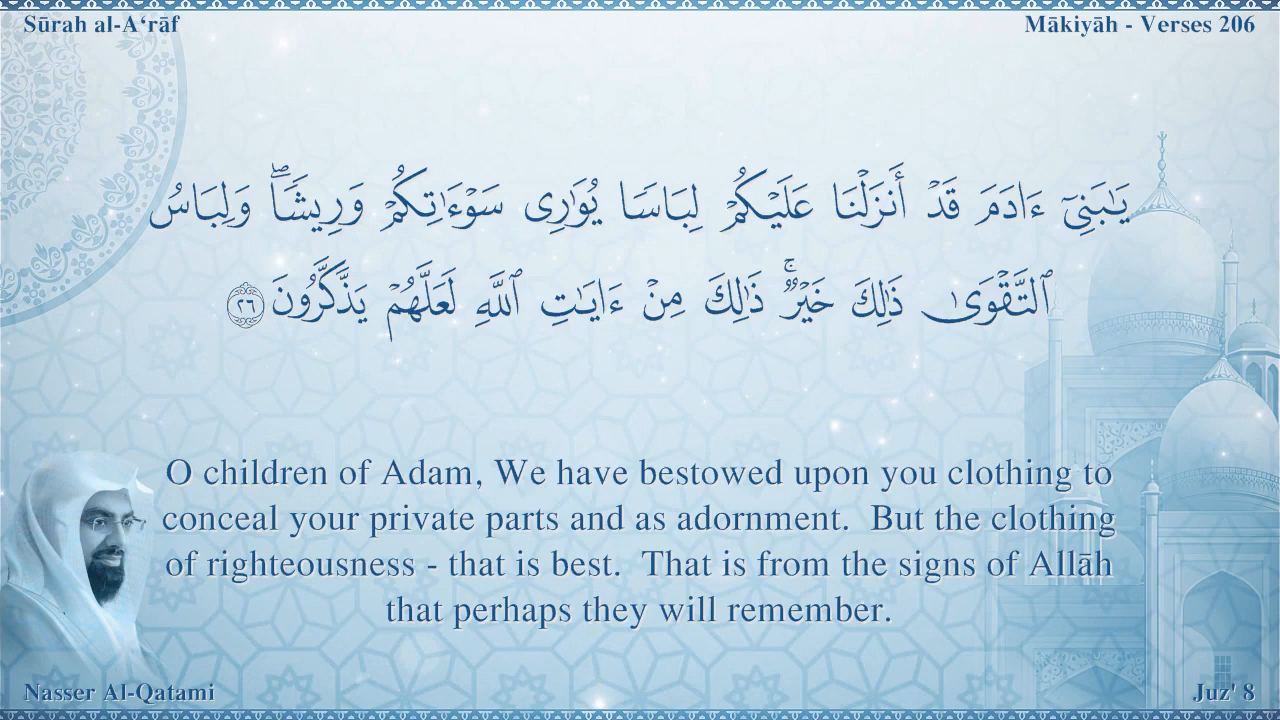 Sūrah al-A‘rāf
Mākiyāh - Verses 206
يَٰبَنِىٓ ءَادَمَ قَدْ أَنزَلْنَا عَلَيْكُمْ لِبَاسًا يُوَٰرِى سَوْءَٰتِكُمْ وَرِيشًا ۖ وَلِبَاسُ
ٱلتَّقْوَىٰ ذَٰلِكَ خَيْرٌ ۚ ذَٰلِكَ مِنْ ءَايَٰتِ ٱللَّهِ لَعَلَّهُمْ يَذَّكَّرُونَ ٢٦
O children of Adam, We have bestowed upon you clothing to
conceal your private parts and as adornment. But the clothing
of righteousness - that is best. That is from the signs of Allāh
that perhaps they will remember.
Nasser Al-Qatami
Juz' 8